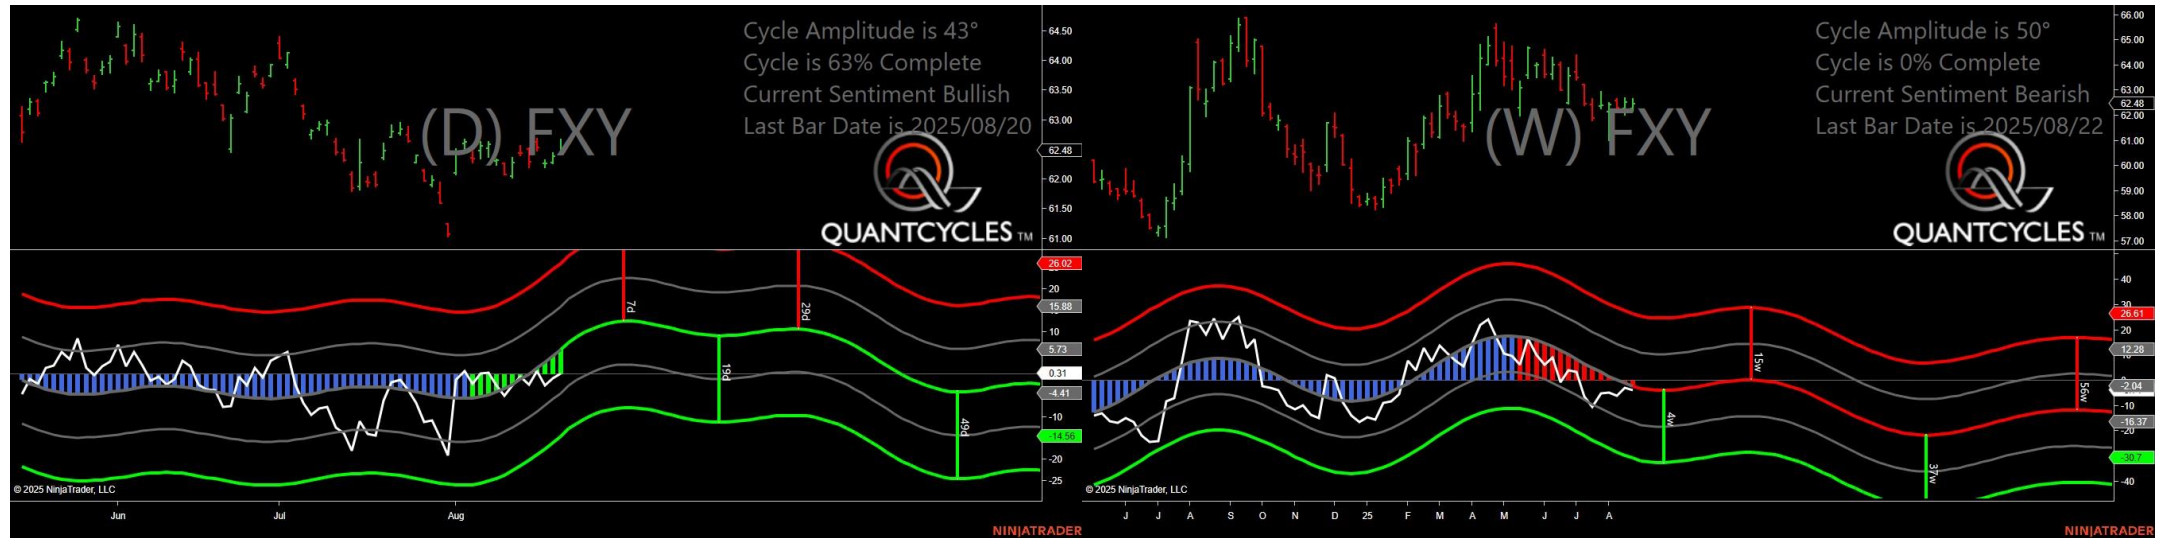 Cycle Amplitude is 43°
Cycle is 63% Complete
Current Sentiment Bullish
Last Bar Date is 2025/08/20
(D) FXY
QUANTCYCLES TM
64.50
64.00
63.50
63.00
62.48
62.00
61.50
61.00
26.02
20
15.88
10
5.73
0.31
-4.41
-10
-14.56
-20
-25
7d
29d
19d
49d
© 2025 NinjaTrader, LLC
Jun
Jul
Aug
NINJATRADER
Cycle Amplitude is 50°
Cycle is 0% Complete
Current Sentiment Bearish
Last Bar Date is 2025/08/22
(W) FXY
QUANTCYCLES TM
66.00
65.00
64.00
63.00
62.48
62.00
61.00
60.00
59.00
58.00
57.00
40
30
26.61
20
12.28
-2.04
-10
-16.37
-20
-30.7
-40
15w
56w
4w
37w
© 2025 NinjaTrader, LLC
J
J
A
S
O
N
D
25
F
M
A
M
J
J
A
NINJATRADER